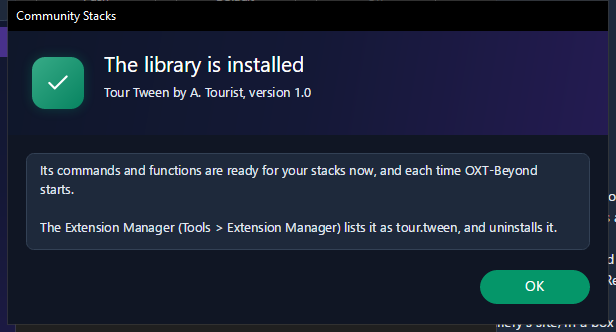 Community Stacks
The library is installed
Tour Tween by A. Tourist, version 1.0
Its commands and functions are ready for your stacks now, and each time OXT-Beyond
starts.
The Extension Manager (Tools > Extension Manager) lists it as tour.tween, and uninstalls it.
OK